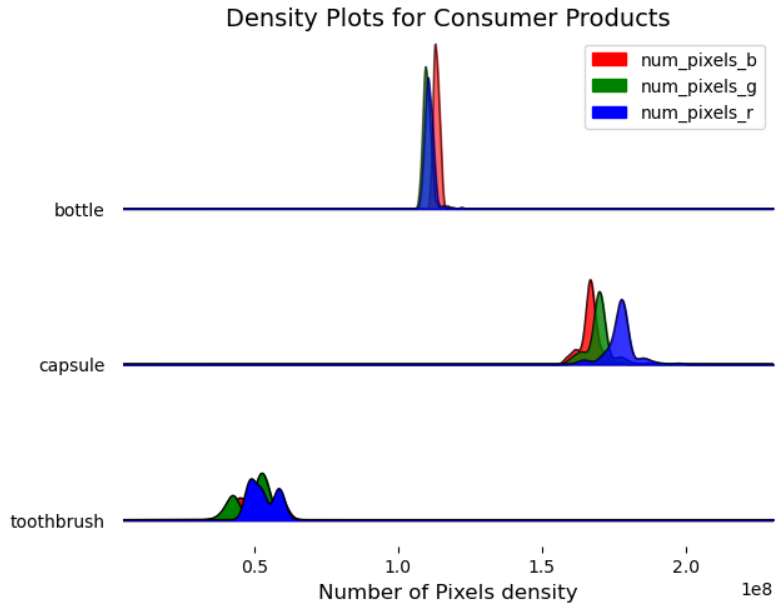 Density Plots for Consumer Products
num_pixels_b
num_pixels_g
num_pixels_r
bottle
capsule
toothbrush
0.5 1.0 1.5 2.0
Number of Pixels density
1e8